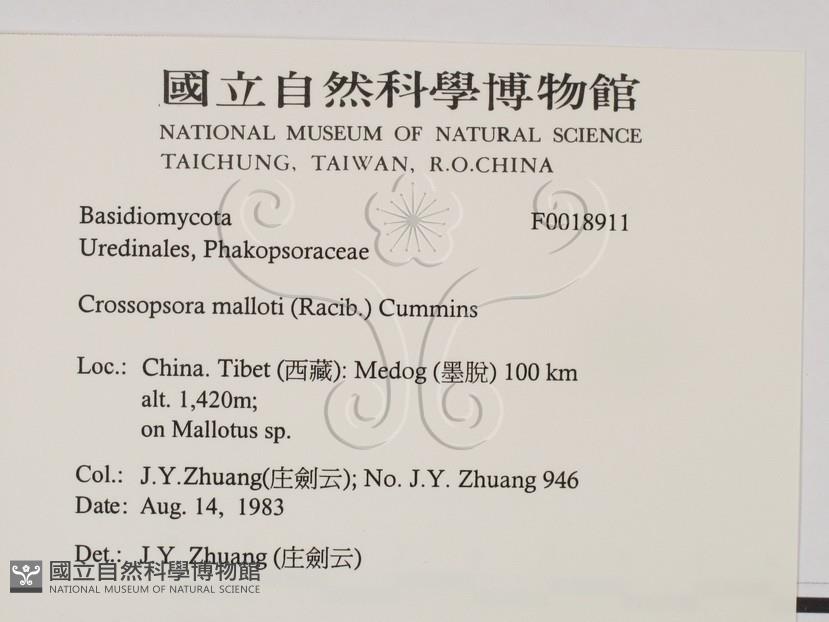 國立自然科學博物館
NATIONAL MUSEUM OF NATURAL SCIENCE
TAICHUNG, TAIWAN, R.O.CHINA
Basidiomycota F0018911
Uredinales, Phakopsoraceae
Crossopsora malloti (Racib.) Cummins
Loc.: China. Tibet (西藏): Medog (墨脫) 100 km
alt. 1,420m;
on Mallotus sp.
Col.: J.Y.Zhuang(庄劍云); No. J.Y. Zhuang 946
Date: Aug. 14, 1983
Det.: J.Y. Zhuang (庄劍云)
國立自然科學博物館
NATIONAL MUSEUM OF NATURAL SCIENCE